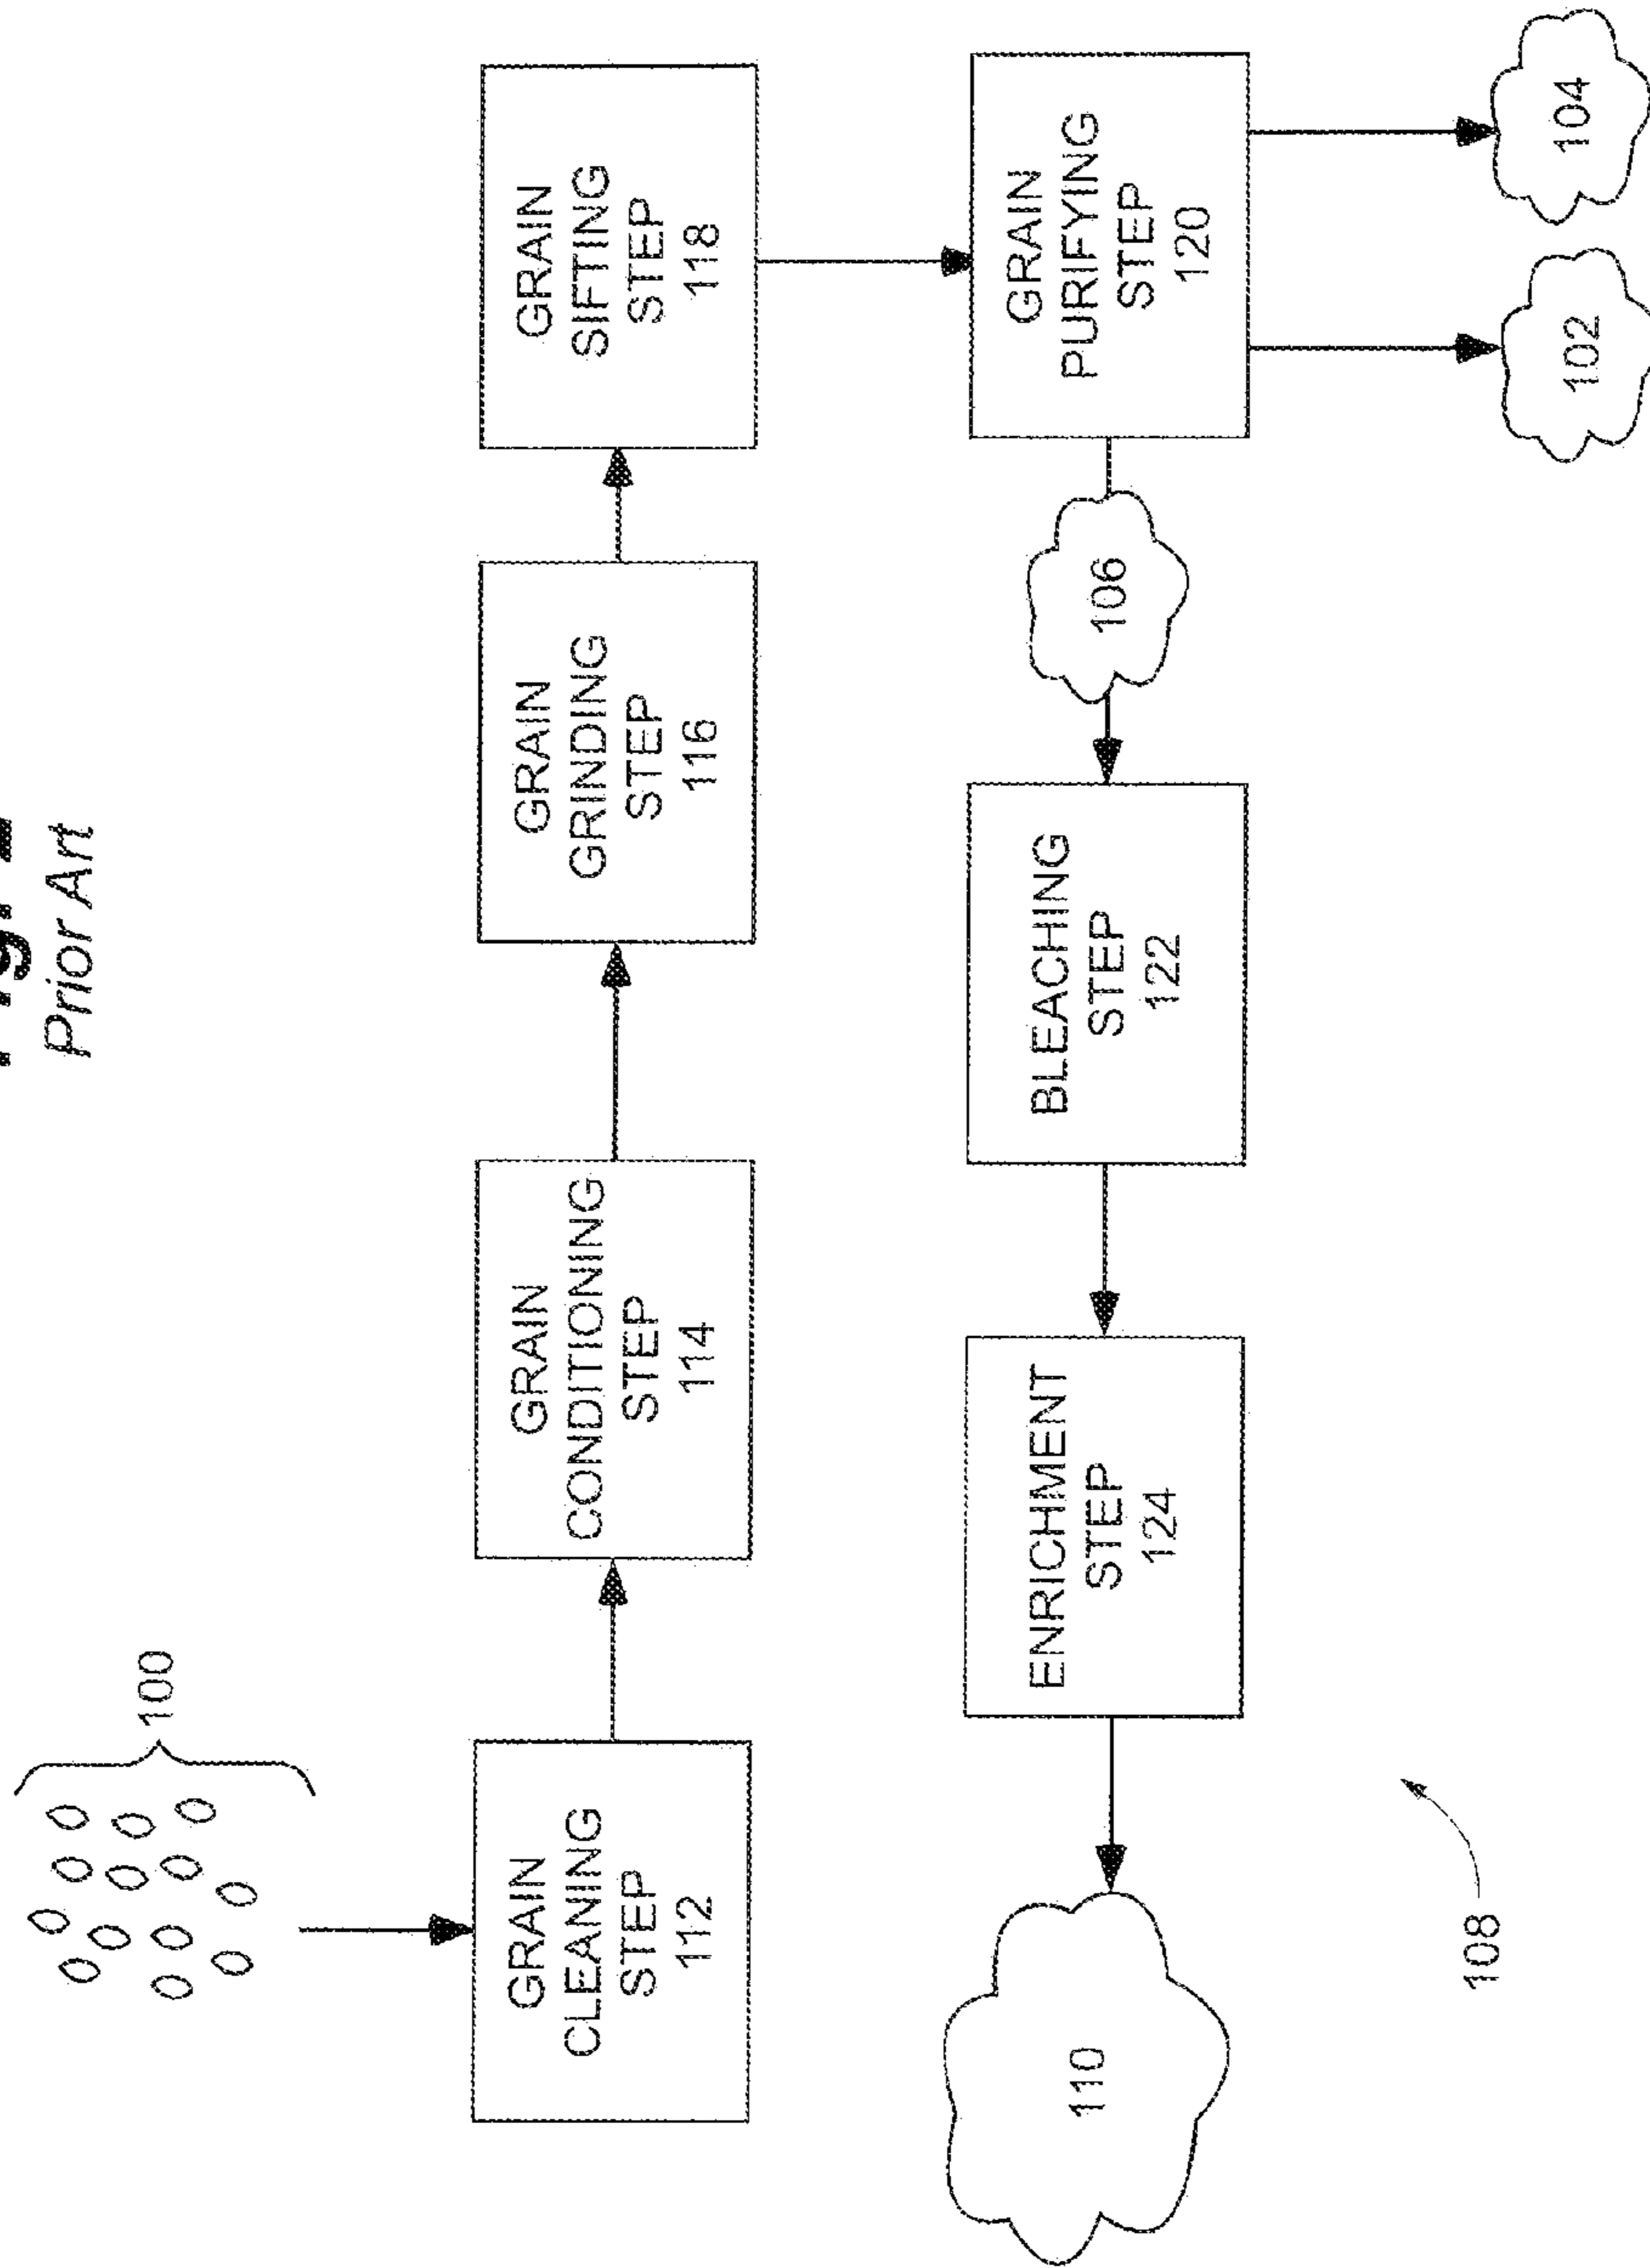 Prior Art
100
GRAIN
CLEANING
STEP
112
GRAIN
CONDITIONING
STEP
114
GRAIN
GRINDING
STEP
116
GRAIN
SIFTING
STEP
118
GRAIN
PURIFYING
STEP
120
104
102
106
BLEACHING
STEP
122
ENRICHMENT
STEP
124
110
108